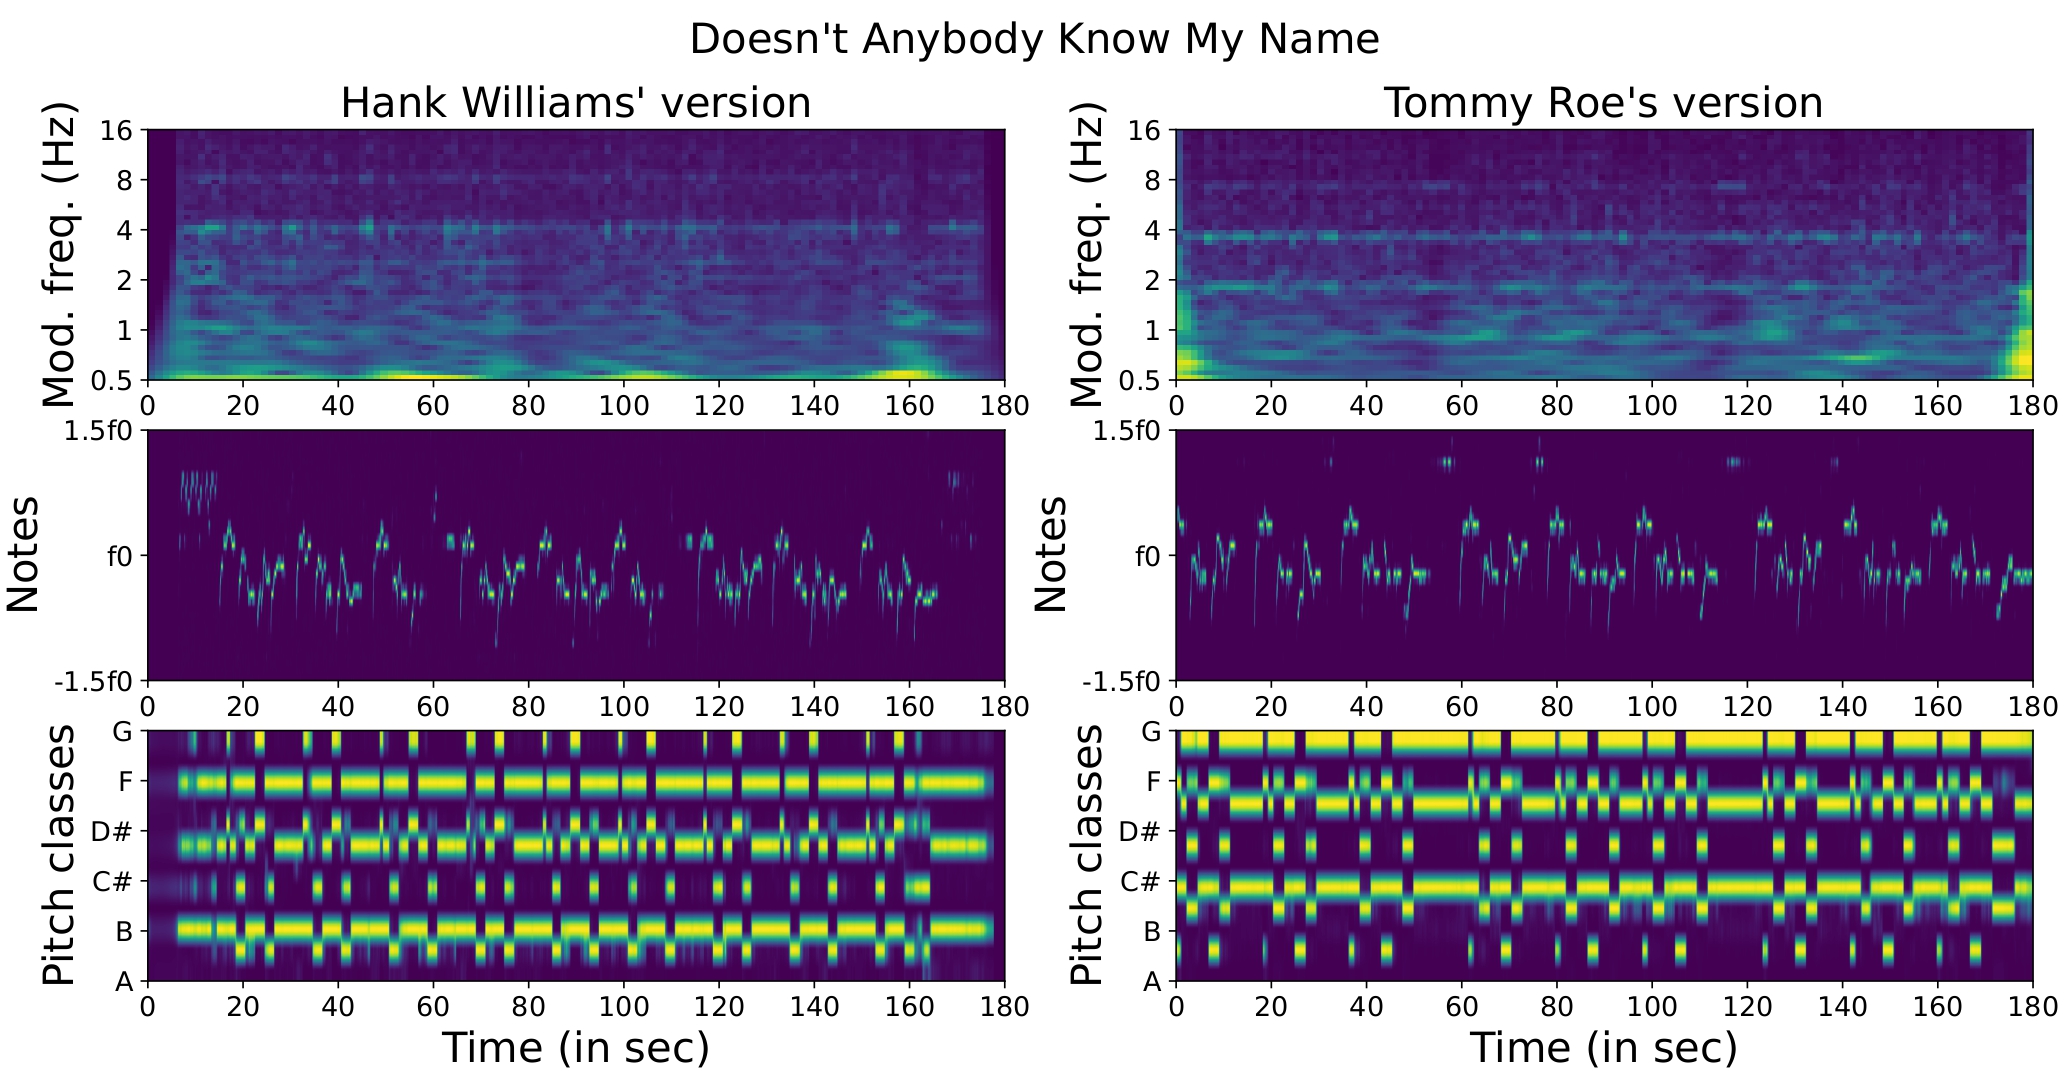 Doesn't Anybody Know My Name
Hank Williams' version
Mod. freq. (Hz)
16
8
4
2
1
0.5
0 20 40 60 80 100 120 140 160 180
Notes
1.5f0
f0
-1.5f0
0 20 40 60 80 100 120 140 160 180
Pitch classes
G
F
D#
C#
B
A
0 20 40 60 80 100 120 140 160 180
Time (in sec)
Tommy Roe's version
Mod. freq. (Hz)
16
8
4
2
1
0.5
0 20 40 60 80 100 120 140 160 180
Notes
1.5f0
f0
-1.5f0
0 20 40 60 80 100 120 140 160 180
Pitch classes
G
F
D#
C#
B
A
0 20 40 60 80 100 120 140 160 180
Time (in sec)